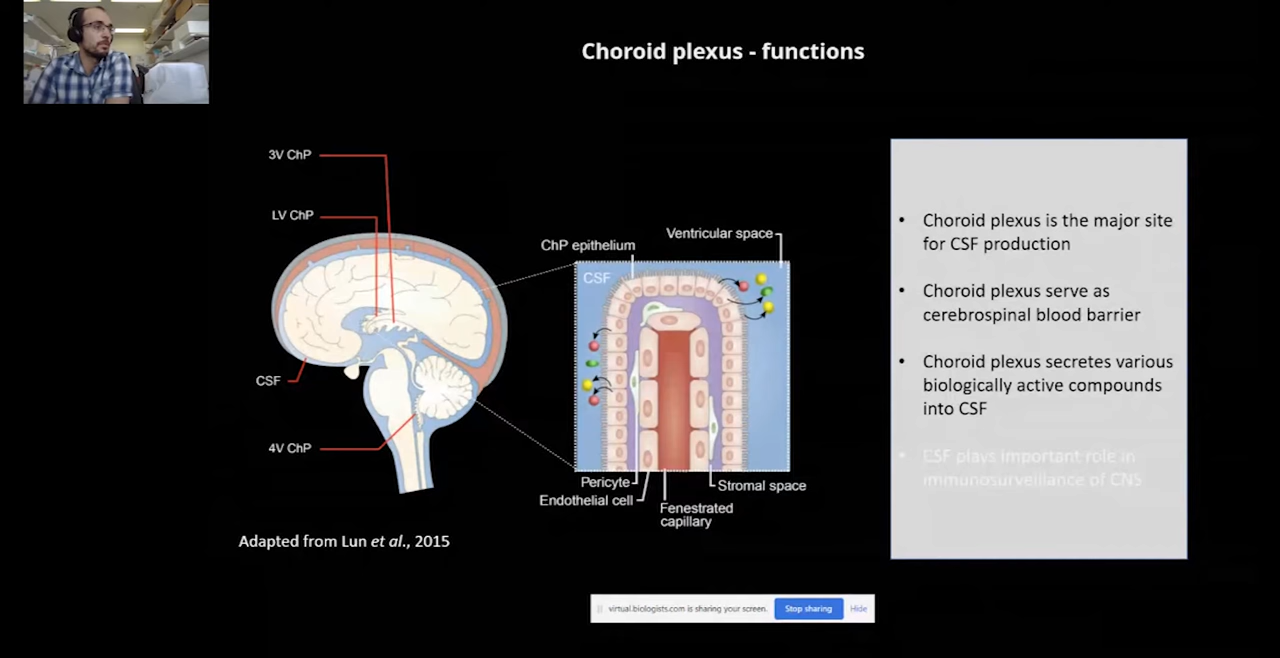 Choroid plexus - functions
3V ChP
LV ChP
CSF
4V ChP
Adapted from Lun et al., 2015
ChP epithelium
Ventricular space
CSF
Pericyte
Endothelial cell
Fenestrated
capillary
Stromal space
• Choroid plexus is the major site
for CSF production
• Choroid plexus serve as
cerebrospinal blood barrier
• Choroid plexus secretes various
biologically active compounds
into CSF
• CSF plays important role in
immunosurveillance of CNS
virtual.biologists.com is sharing your screen.
Stop sharing
Hide